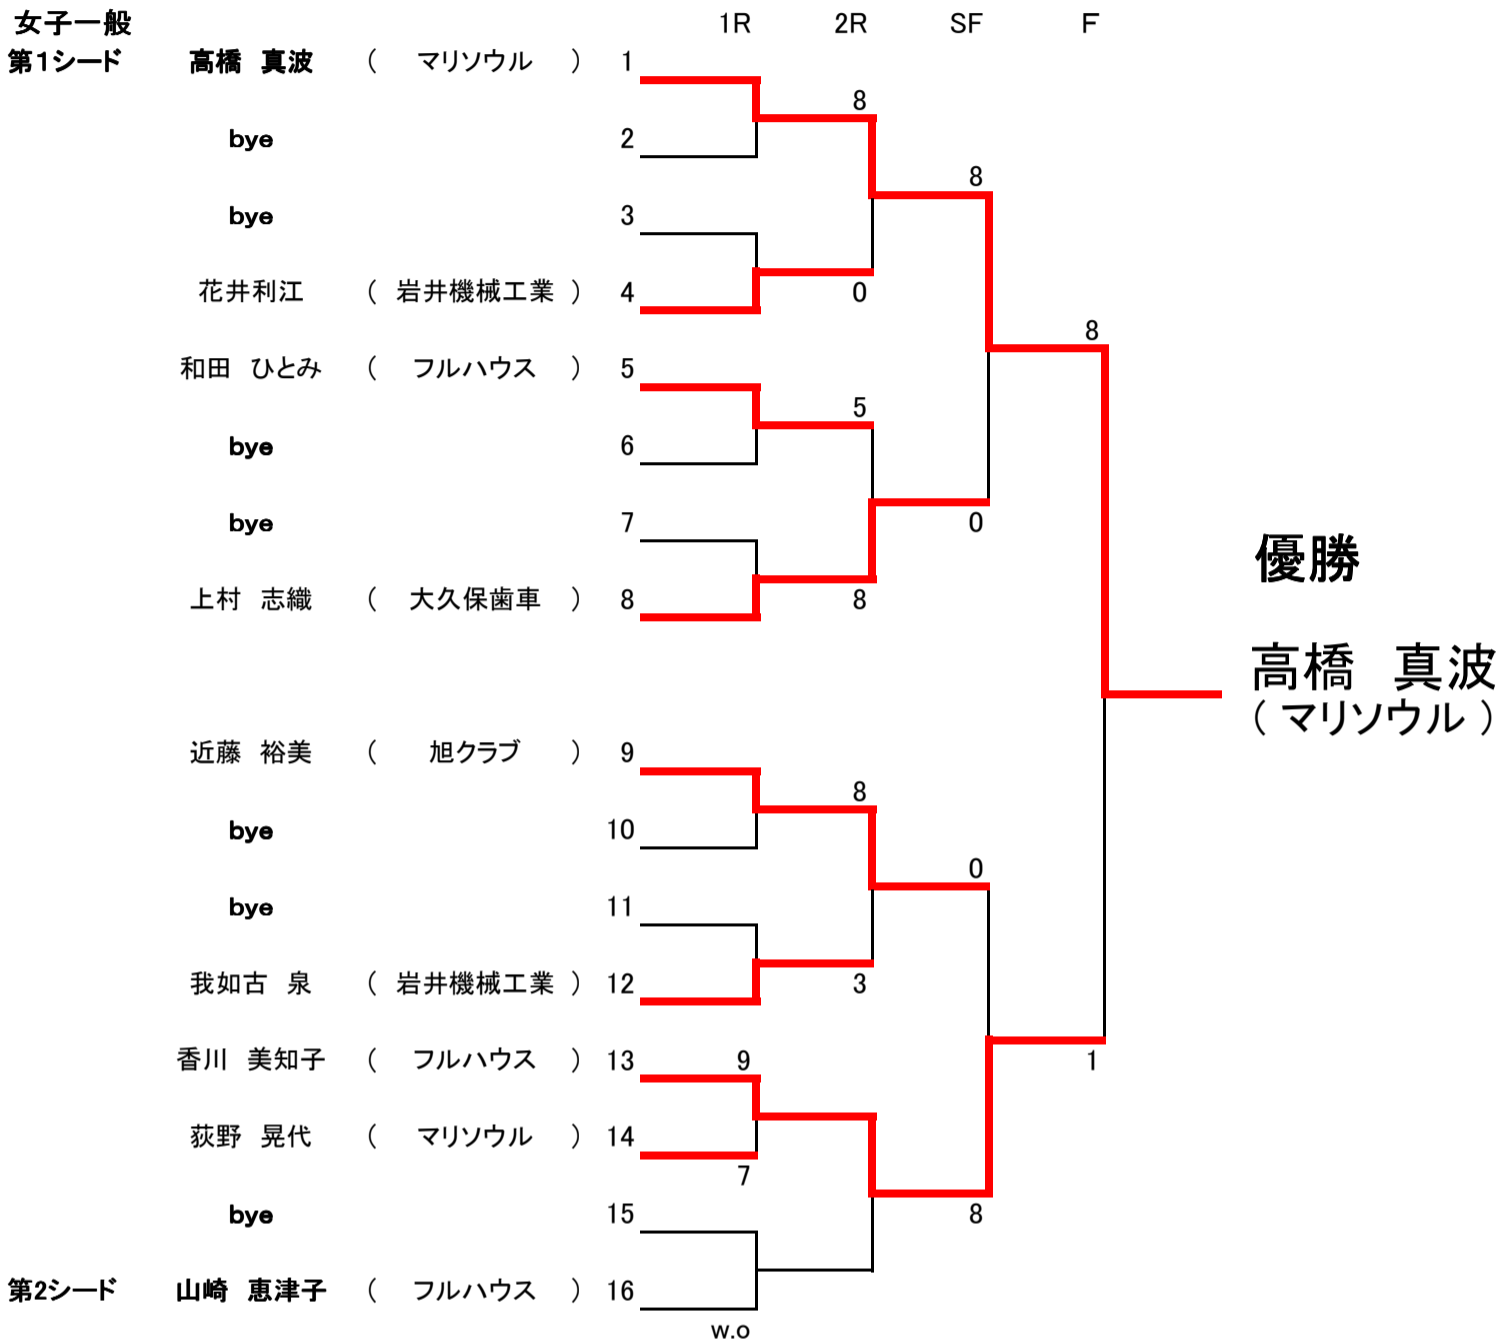 女子一般 1R 2R SF F
第1シード 高橋 真波 ( マリソウル ) 1
8
bye 2
8
bye 3
花井利江 ( 岩井機械工業 ) 4 0
8
和田 ひとみ ( フルハウス ) 5
5
bye 6
bye 7 0
優勝
上村 志織 ( 大久保歯車 ) 8 8
高橋 真波
( マリソウル )
近藤 裕美 ( 旭クラブ ) 9
8
bye 10
0
bye 11
我如古 泉 ( 岩井機械工業 ) 12 3
香川 美知子 ( フルハウス ) 13 9 1
荻野 晃代 ( マリソウル ) 14
7
bye 15 8
第2シード 山崎 恵津子 ( フルハウス ) 16
w.o